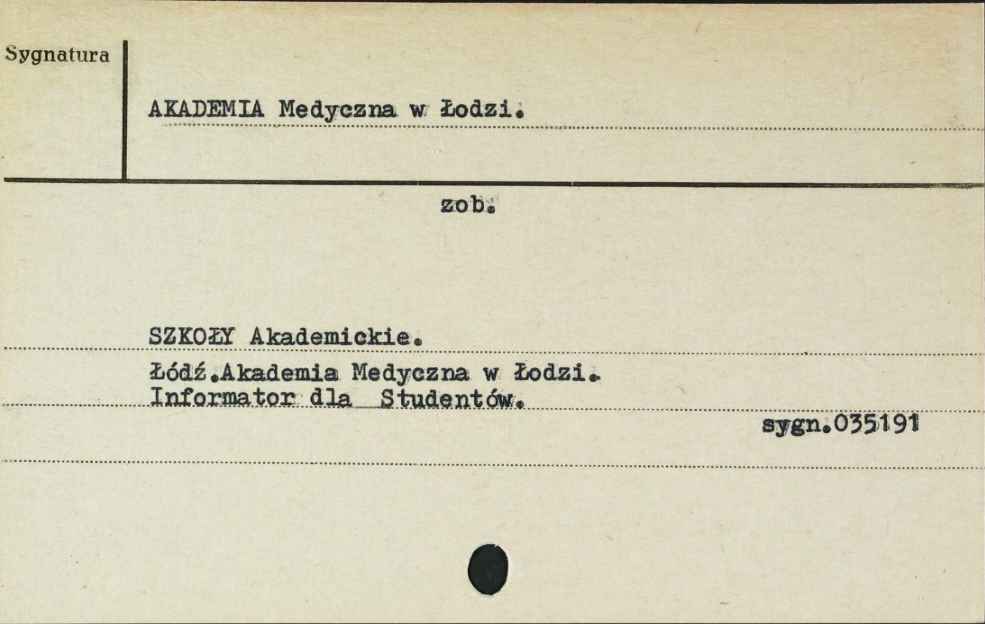 Sygnatura
AKADEMIA Medyczna w Łodzi.
zob.
SZKOŁY Akademickie.
Łódź.Akademia Medyczna w Łodzi.
Informator dla Studentów.
sygn.035191